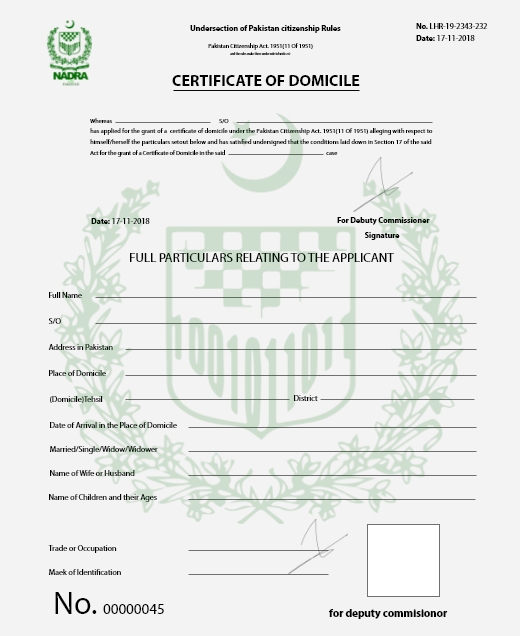 No. LHR-19-2343-232
Date: 17-11-2018
NADRA
PAKISTAN
Undersection of Pakistan citizenship Rules
Pakistan Citizenship Act. 1951(11 Of 1951)
CERTIFICATE OF DOMICILE
Whereas S/O
has applied for the grant of a certificate of domicile under the Pakistan Citizenship Act. 1951(11 Of 1951) alleging with respect to
himself/herself the particulars setout below and has satisfied undersigned that the conditions laid down in Section 17 of the said
Act for the grant of a Certificate of Domicile in the said case
Date: 17-11-2018
For Debuty Commissioner
Signature
FULL PARTICULARS RELATING TO THE APPLICANT
Full Name
S/O
Address in Pakistan
Place of Domicile
(Domicile)Tehsil District
Date of Arrival in the Place of Domicile
Married/Single/Widow/Widower
Name of Wife or Husband
Name of Children and their Ages
Trade or Occupation
Maek of Identification
No. 00000045
for deputy commisionor